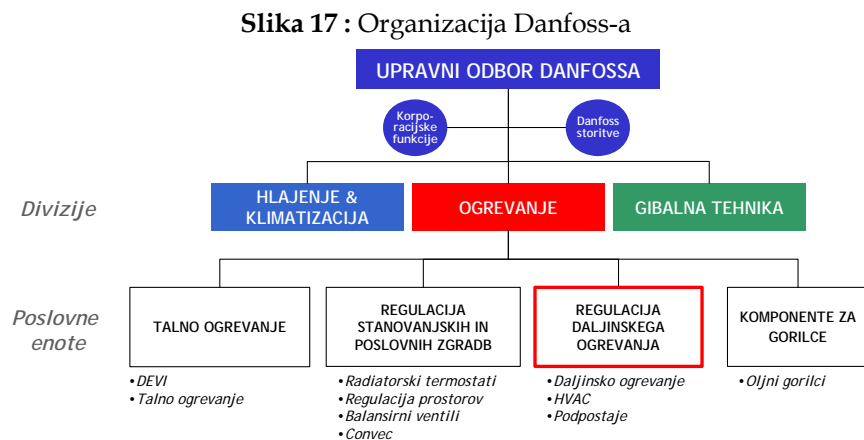 Slika 17 : Organizacija Danfoss-a
UPRAVNI ODBOR DANFOSSA
Korpo-
racijske
funkcije
Danfoss
storitve
Divizije
HLAJENJE &
KLIMATIZACIJA
OGREVANJE
GIBALNA TEHNIKA
Poslovne
enote
TALNO OGREVANJE
REGULACIJA
STANOVANJSKIH IN
POSLOVNIH ZGRADB
REGULACIJA
DALJINSKEGA
OGREVANJA
KOMPONENTE ZA
GORILCE
•DEVI
•Talno ogrevanje
•Radiatorski termostati
•Regulacija prostorov
•Balansirni ventili
•Convec
•Daljinsko ogrevanje
•HVAC
•Podpostaje
•Oljni gorilci